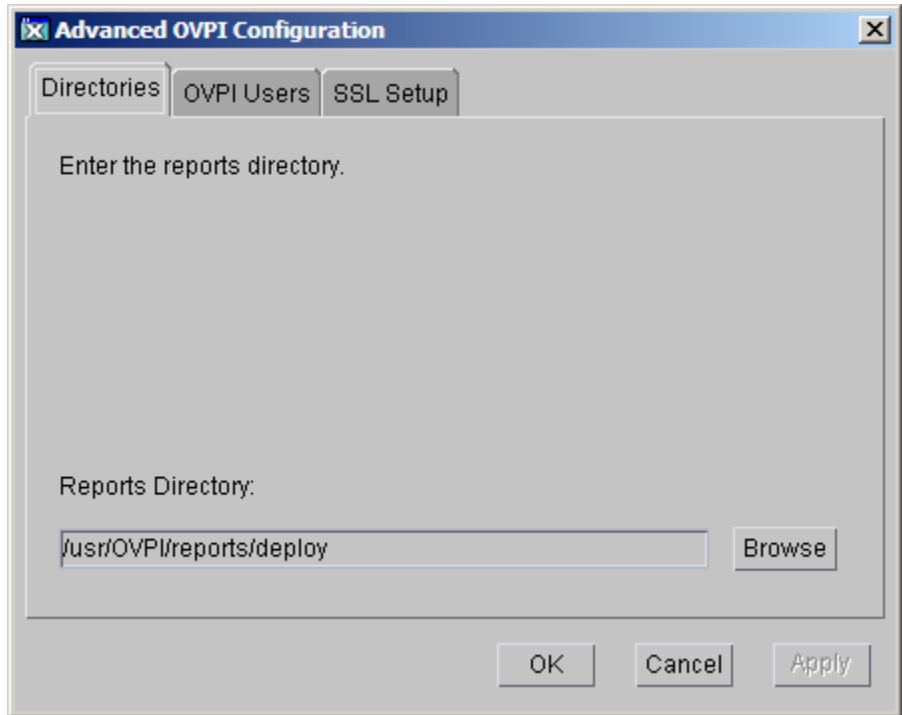 Advanced OVPI Configuration
Directories OVPI Users SSL Setup
Enter the reports directory.
Reports Directory:
/usr/OVPI/reports/deploy Browse
OK Cancel Apply